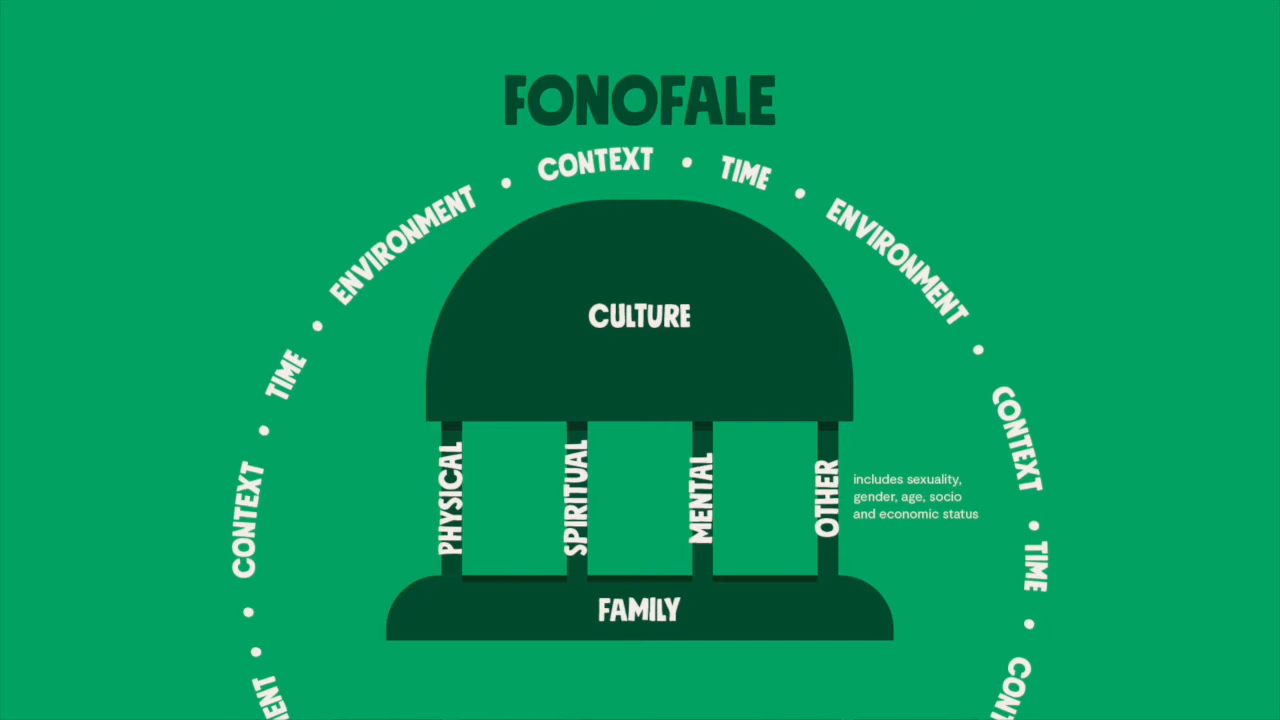 FONOFALE
CONTEXT • TIME • ENVIRONMENT • CONTEXT • TIME •
ENVIRONMENT •
TIME •
CONTEXT •
CULTURE
PHYSICAL
SPIRITUAL
MENTAL
OTHER
includes sexuality,
gender, age, socio
and economic status
FAMILY